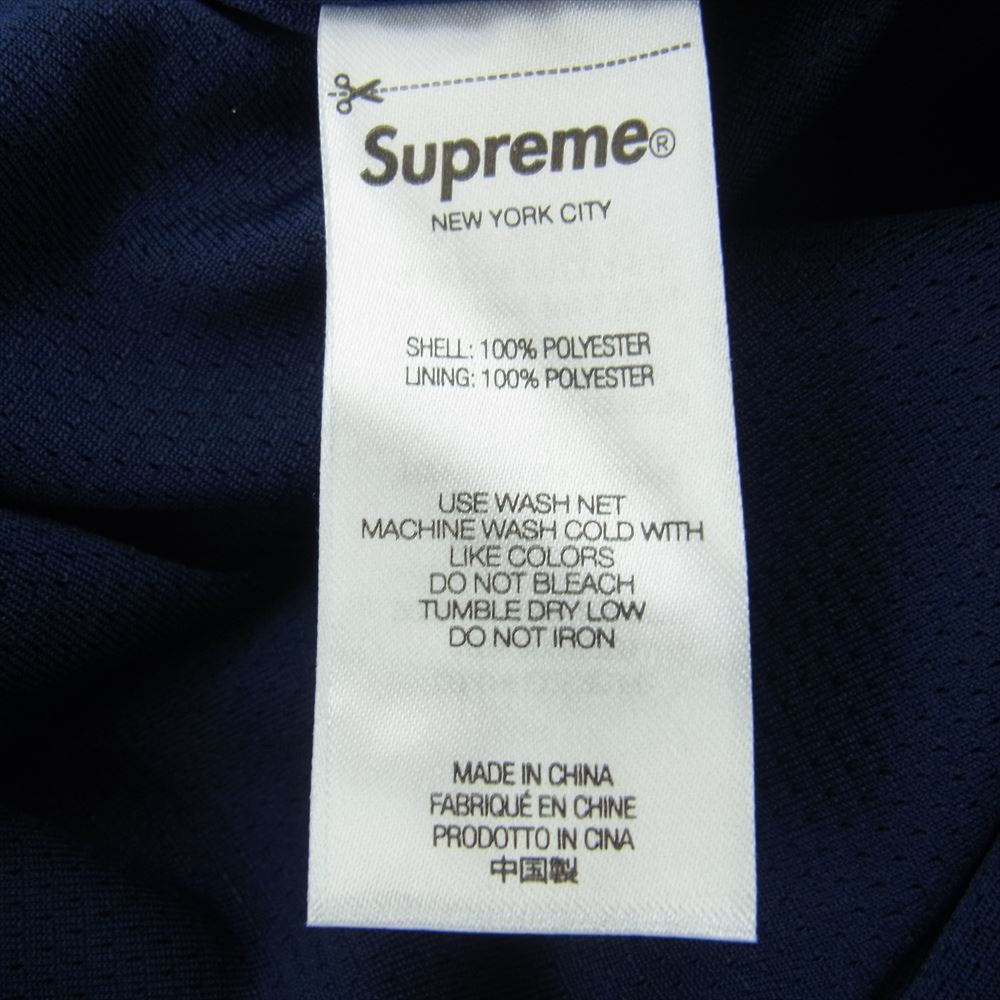 Supreme®
NEW YORK CITY
SHELL: 100% POLYESTER
LINING: 100% POLYESTER
USE WASH NET
MACHINE WASH COLD WITH
LIKE COLORS
DO NOT BLEACH
TUMBLE DRY LOW
DO NOT IRON
MADE IN CHINA
FABRIQUÉ EN CHINE
PRODOTTO IN CINA
中国製